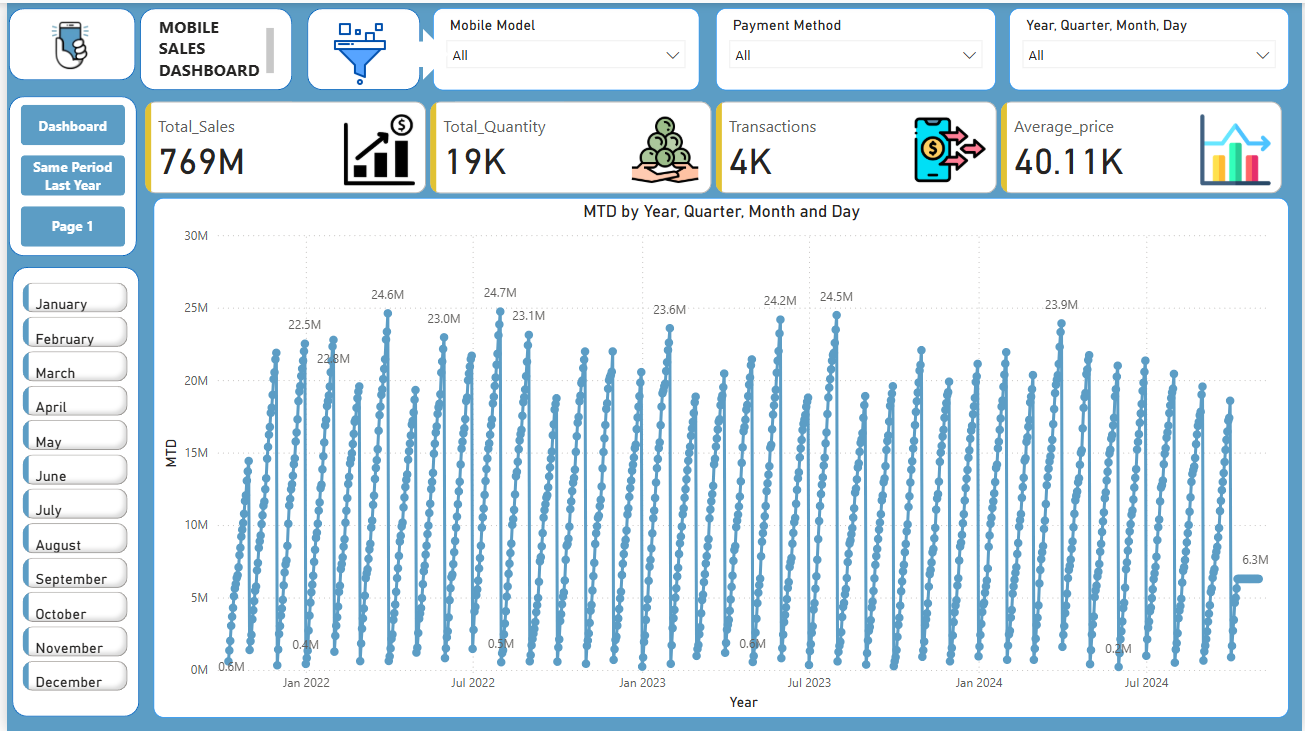 MOBILE
SALES
DASHBOARD
Mobile Model
All
Payment Method
All
Year, Quarter, Month, Day
All
Dashboard
Same Period
Last Year
Page 1
Total_Sales
769M
$
Total_Quantity
19K
Transactions
4K
$
Average_price
40.11K
January
February
March
April
May
June
July
August
September
October
November
December
MTD by Year, Quarter, Month and Day
MTD
30M
25M
20M
15M
10M
5M
0M
24.6M
24.7M
22.5M
23.0M
23.1M
22.8M
23.6M
24.2M
24.5M
23.9M
6.3M
0.6M
0.4M
0.5M
0.6M
0.2M
Jan 2022
Jul 2022
Jan 2023
Jul 2023
Jan 2024
Jul 2024
Year